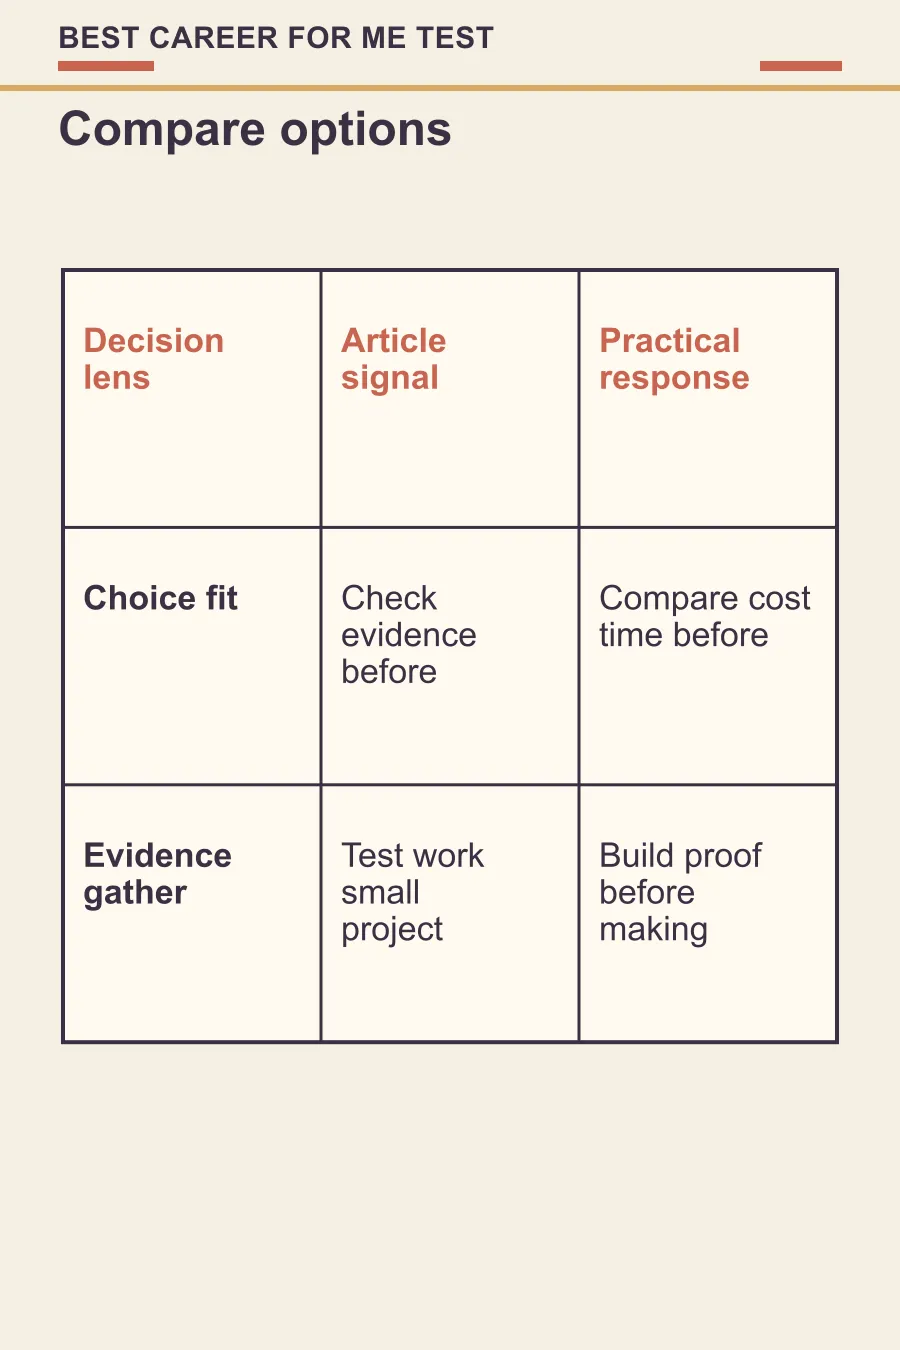 BEST CAREER FOR ME TEST
Compare options
Decision
lens
Article
signal
Practical
response
Choice fit
Check
evidence
before
Compare cost
time before
Evidence
gather
Test work
small
project
Build proof
before
making